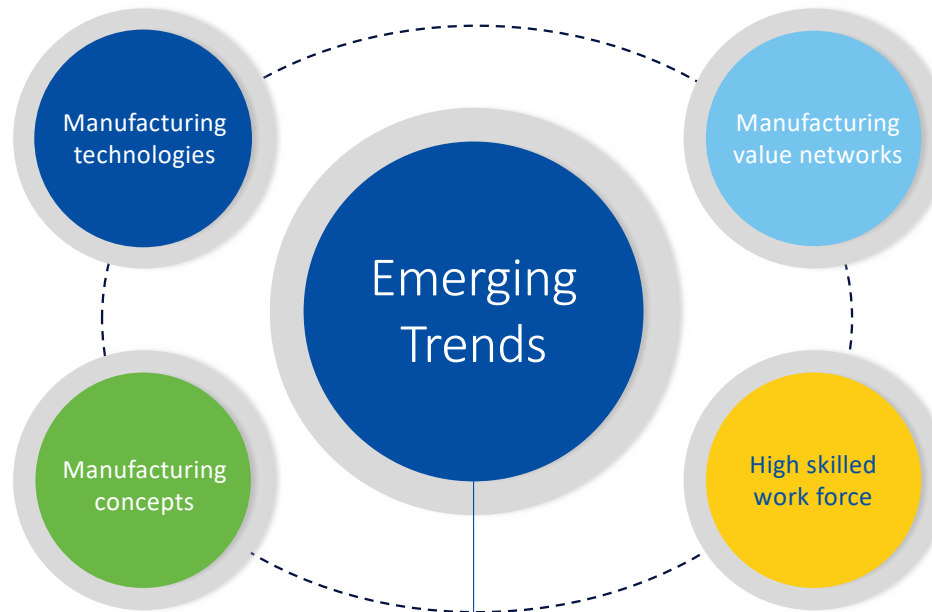 Manufacturing
technologies
Manufacturing
value networks
Emerging
Trends
Manufacturing
concepts
High skilled
work force